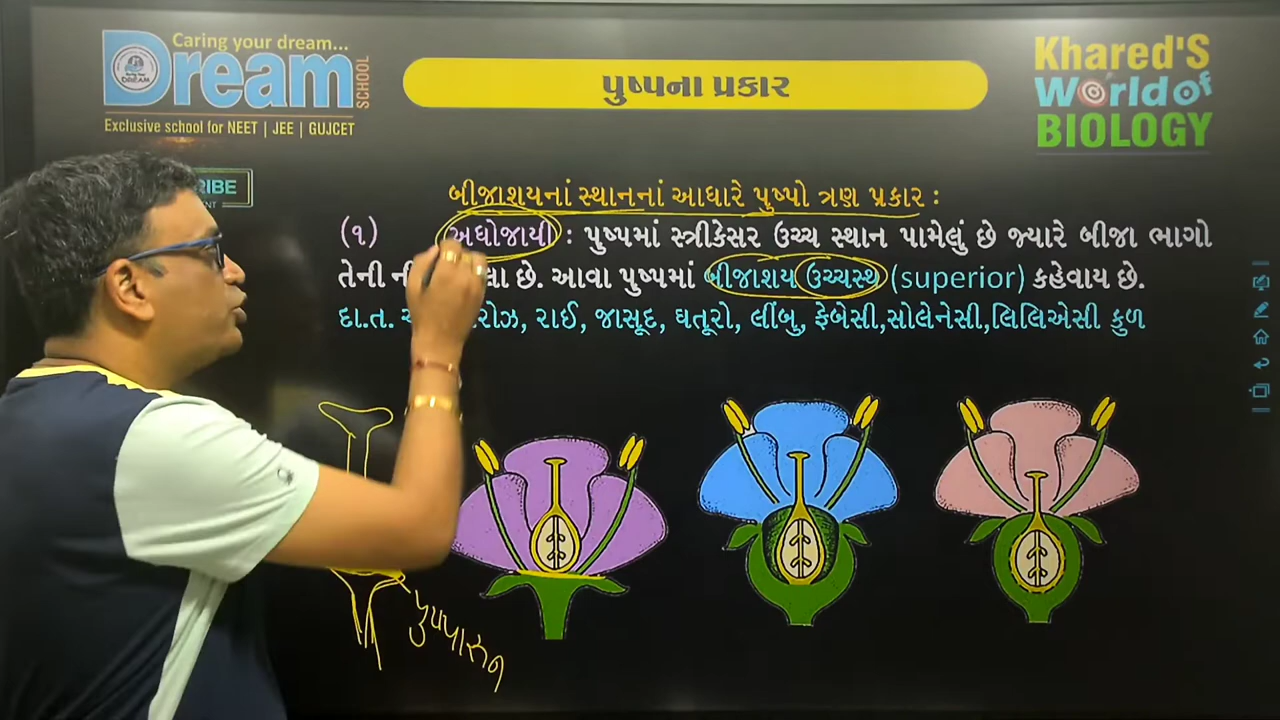 Caring your dream...
Dream SCHOOL
Exclusive school for NEET | JEE | GUJCET
પુષ્પના પ્રકાર
Khared'S
World of
BIOLOGY
બીજાશયનાં સ્થાનનાં આધારે પુષ્પો ત્રણ પ્રકાર :
(૧) અધોજાયી : પુષ્પમાં સ્ત્રીકેસર ઉચ્ચ સ્થાન પામેલું છે જ્યારે બીજા ભાગો
તેની છે. આવા પુષ્પમાં બીજાશય ઉચ્ચસ્થ (superior) કહેવાય છે.
દા.ત. રાઈ, જાસૂદ, ધતૂરો, લીંબુ, ફેબેસી,સોલેનેસી,લિલિએસી કુળ
પુષ્પાસન